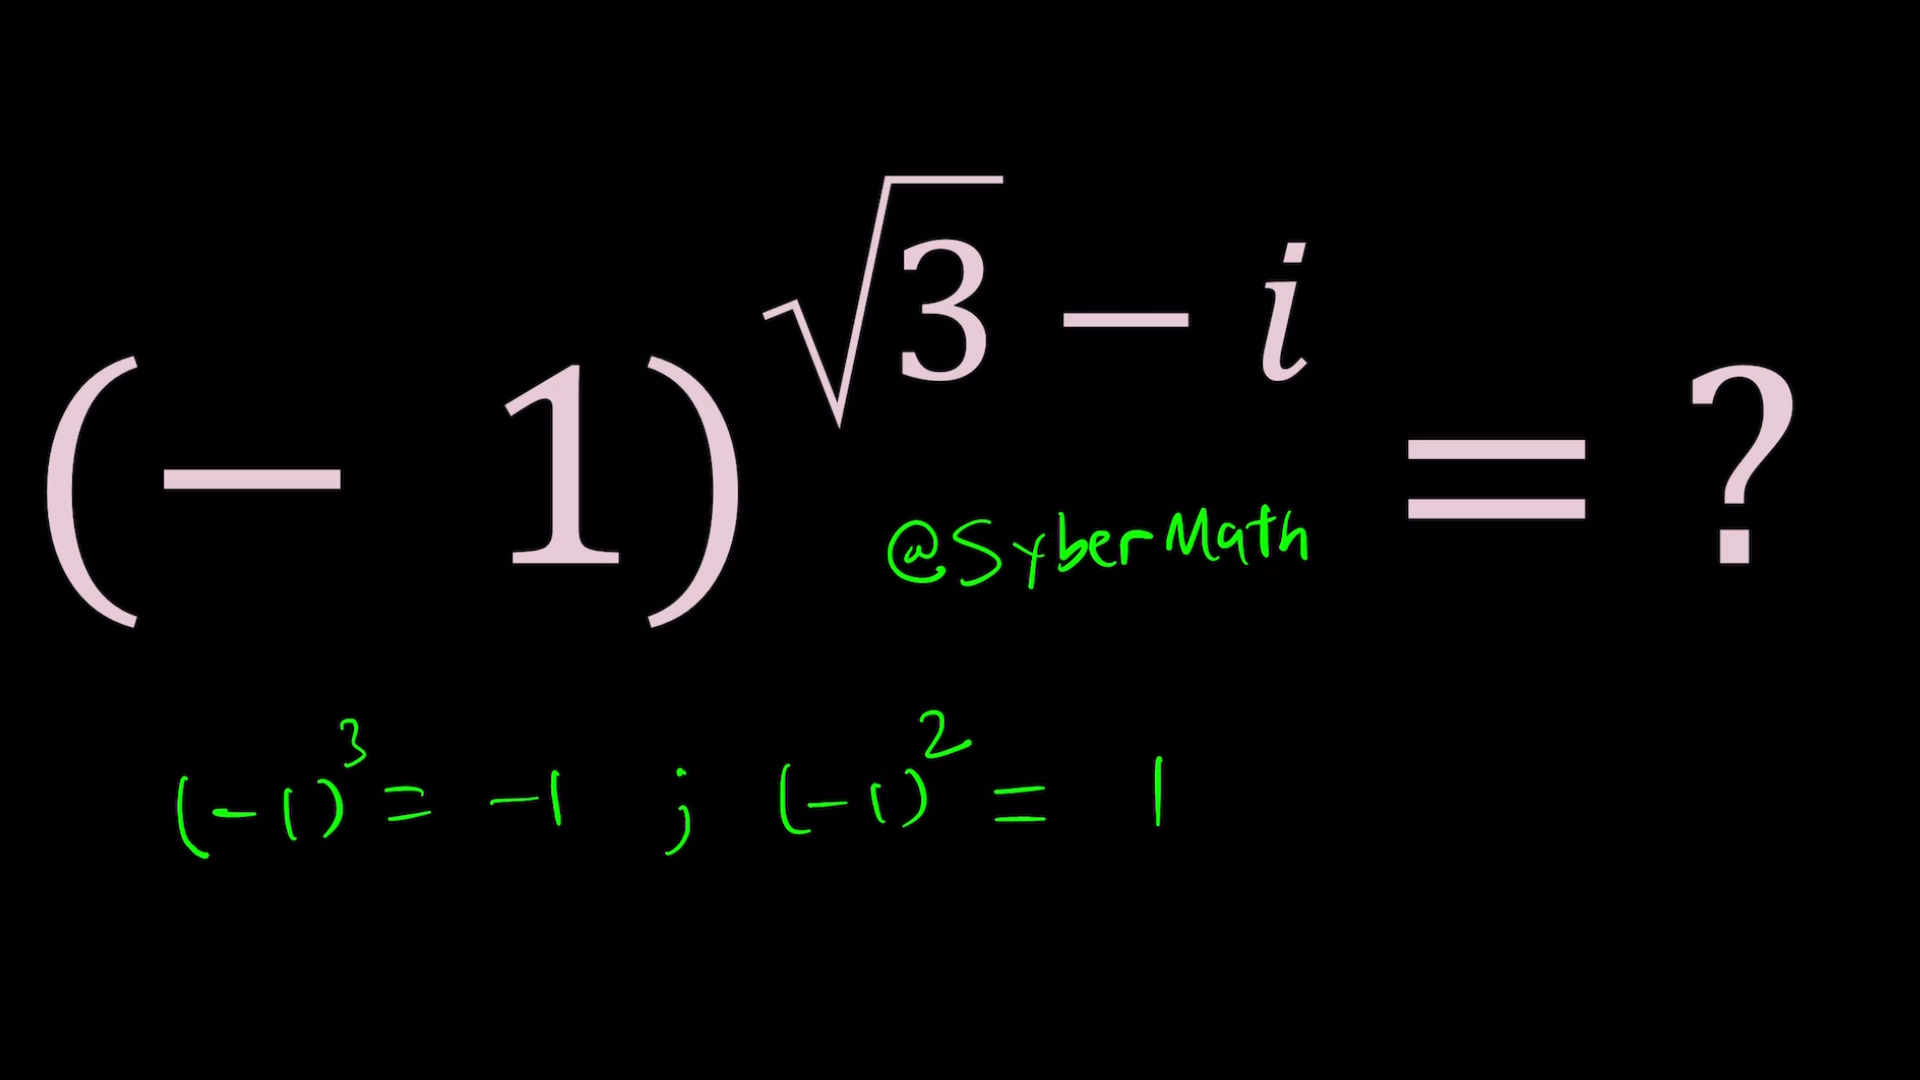 (− 1)^{√3 − i} = ?
@SyberMath
(-1)^3 = -1 ; (-1)^2 = 1